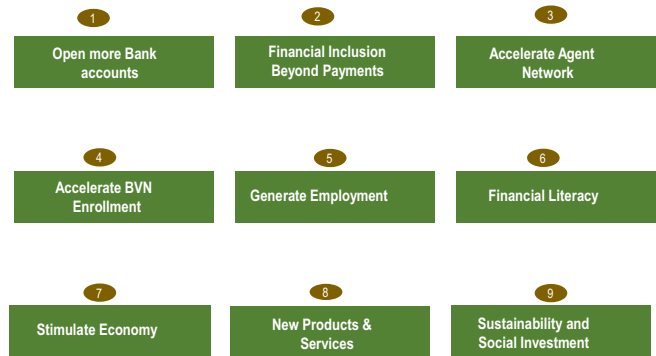 1
Open more Bank
accounts
2
Financial Inclusion
Beyond Payments
3
Accelerate Agent
Network
4
Accelerate BVN
Enrollment
5
Generate Employment
6
Financial Literacy
7
Stimulate Economy
8
New Products &
Services
9
Sustainability and
Social Investment